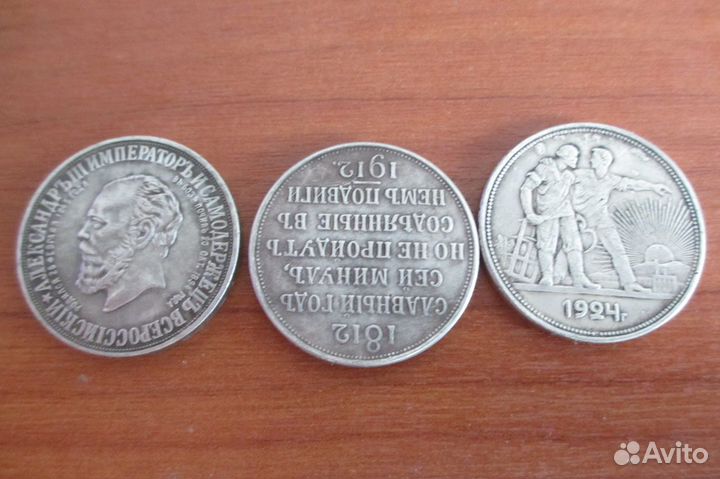 АЛЕКСАНДРЪ III ИМПЕРАТОРЪ И САМОДЕРЖЕЦЪ ВСЕРОССІЙСКІЙ
1812
СЛАВНЫЙ ГОДЪ
СЕЙ МИНУЛЪ,
НО НЕ ПРОЙДУТЪ
СОДѢЯННЫЕ ВЪ
НЕМЪ ПОДВИГИ
1912.
1924 г.
Avito